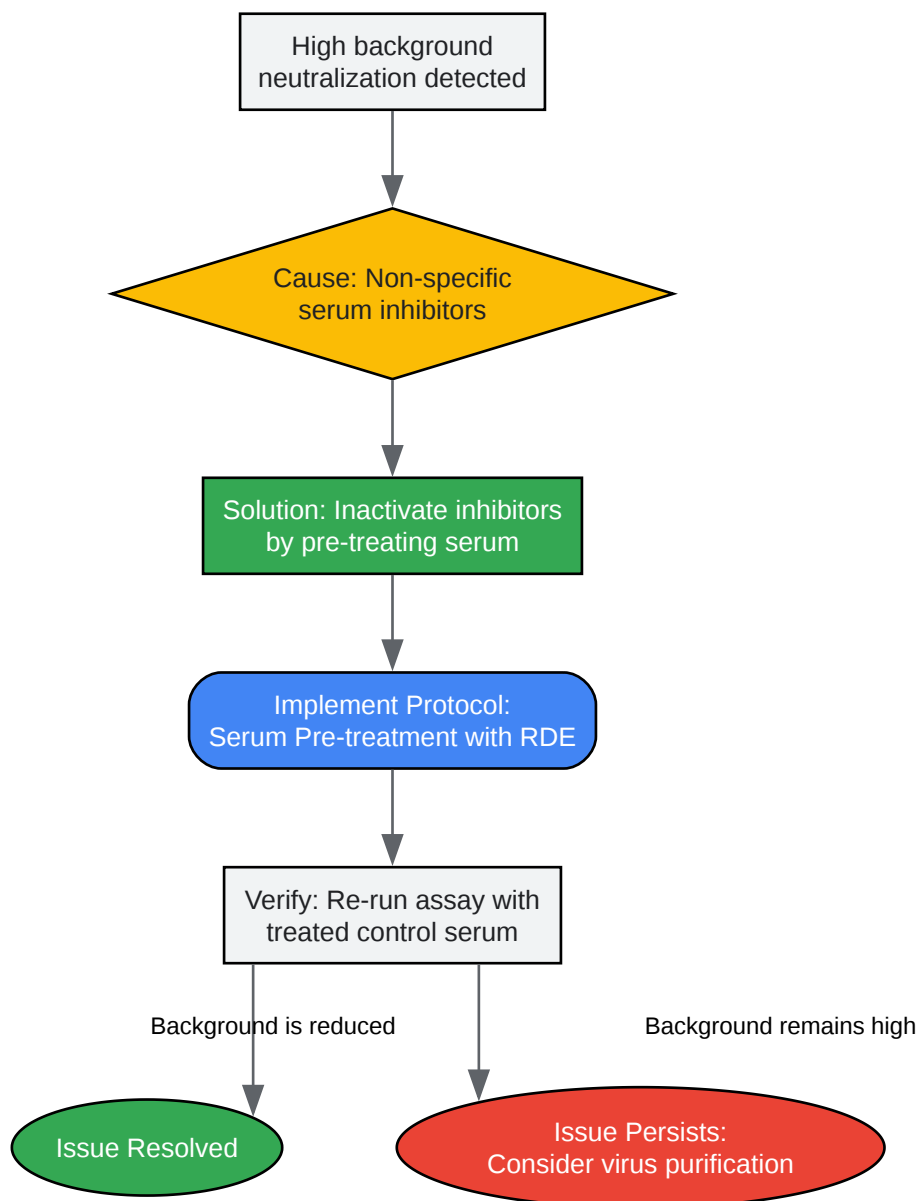 High background
neutralization detected
Cause: Non-specific
serum inhibitors
Solution: Inactivate inhibitors
by pre-treating serum
Implement Protocol:
Serum Pre-treatment with RDE
Verify: Re-run assay with
treated control serum
Background is reduced
Background remains high
Issue Resolved
Issue Persists:
Consider virus purification